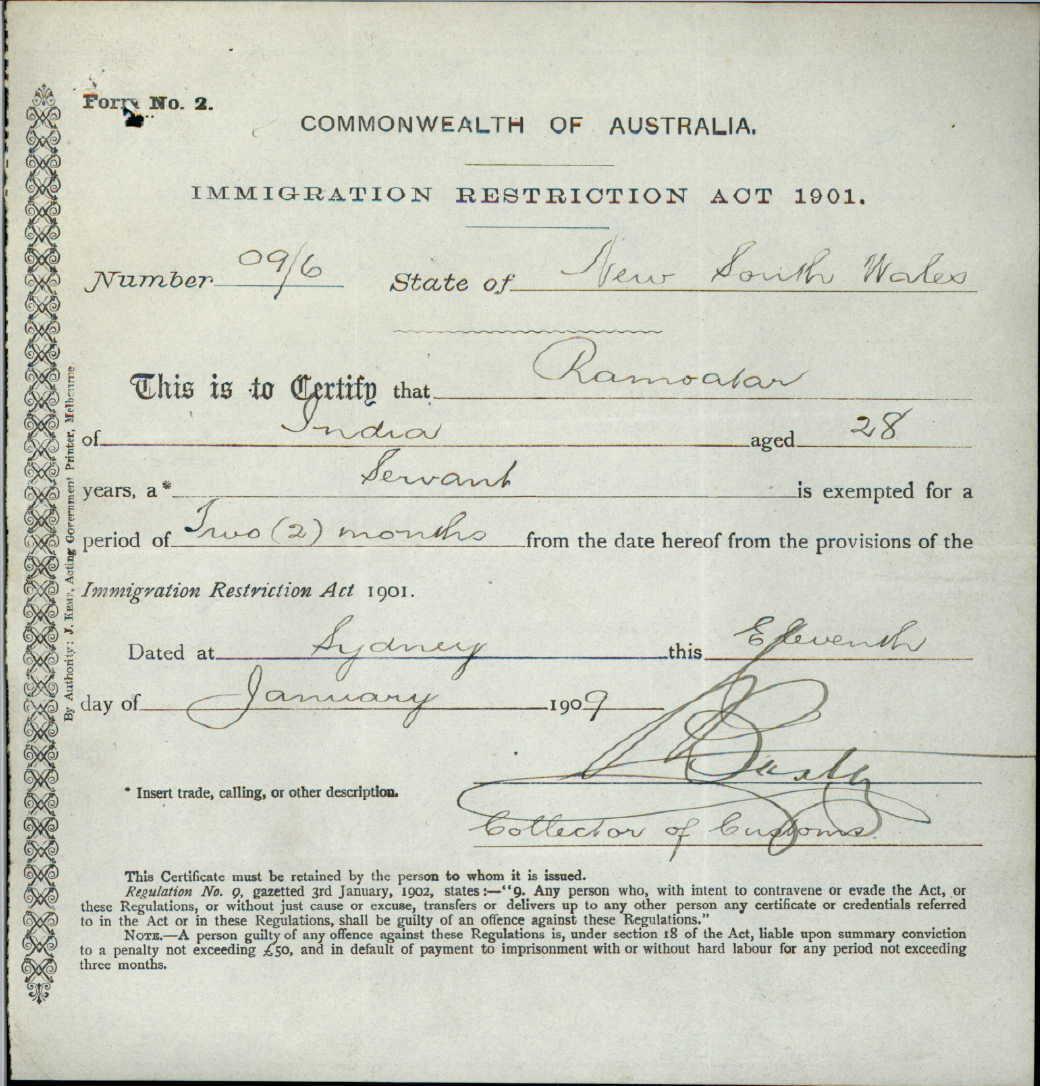 Form No. 2.
COMMONWEALTH OF AUSTRALIA.
IMMIGRATION RESTRICTION ACT 1901.
Number 09/6 State of New South Wales
This is to Certify that Ramoatar
of India aged 28
years, a* Servant is exempted for a
period of Two (2) months from the date hereof from the provisions of the
Immigration Restriction Act 1901.
Dated at Sydney this Eleventh
day of January 1909
* Insert trade, calling, or other description.
Collector of Customs.
This Certificate must be retained by the person to whom it is issued.
Regulation No. 9, gazetted 3rd January, 1902, states:—"9. Any person who, with intent to contravene or evade the Act, or
these Regulations, or without just cause or excuse, transfers or delivers up to any other person any certificate or credentials referred
to in the Act or in these Regulations, shall be guilty of an offence against these Regulations."
NOTE.—A person guilty of any offence against these Regulations is, under section 18 of the Act, liable upon summary conviction
to a penalty not exceeding £50, and in default of payment to imprisonment with or without hard labour for any period not exceeding
three months.
By Authority: J. KEMP, Acting Government Printer, Melbourne.